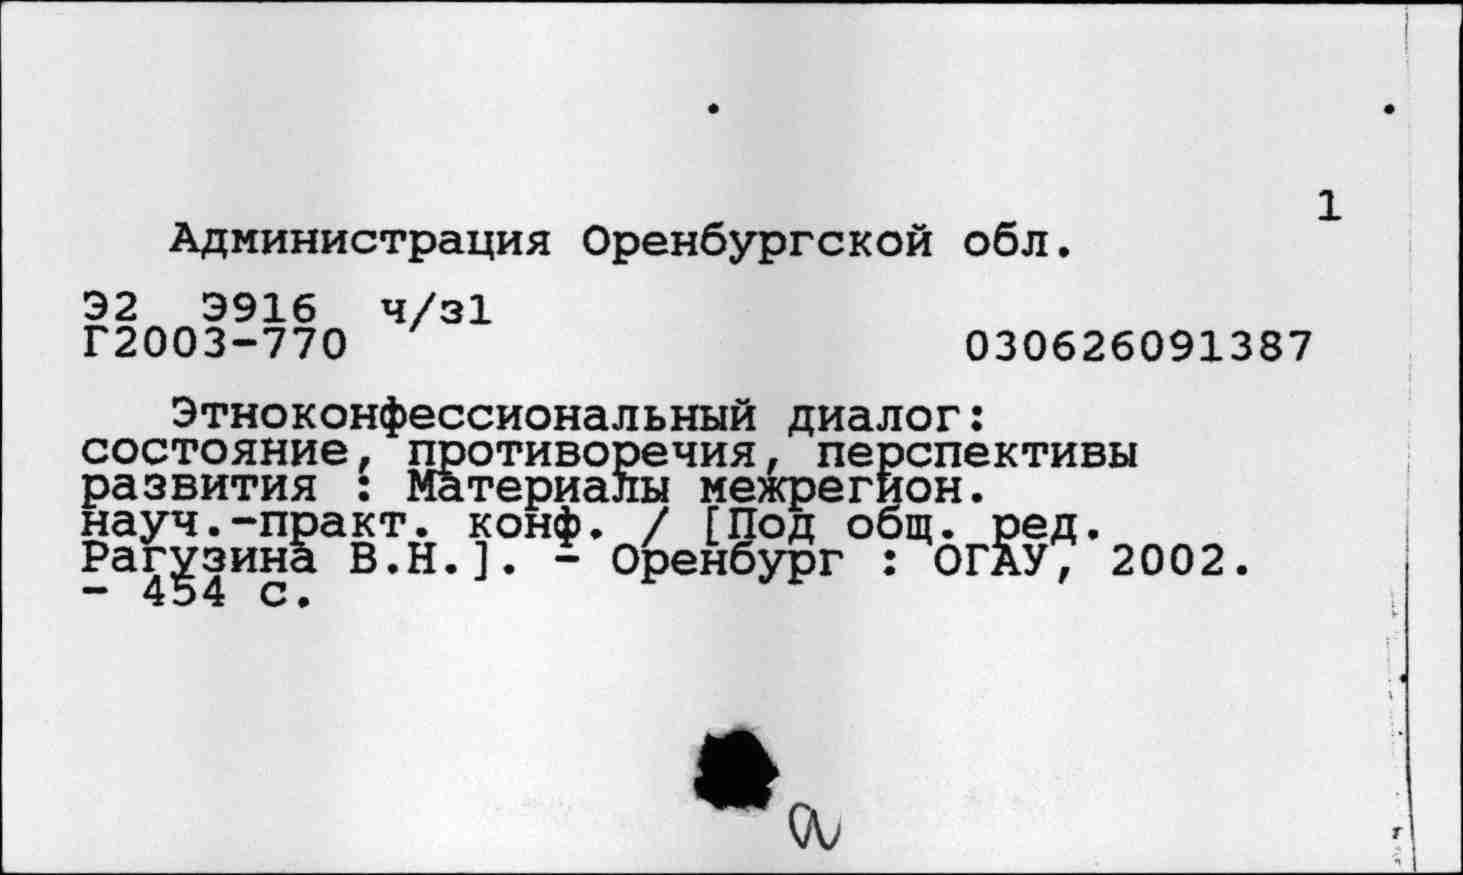 1
Администрация Оренбургской обл.
Э2 Э916 ч/з1
Г2003-770 030626091387
Этноконфессиональный диалог:
состояние, противоречия, перспективы
развития : Материалы межрегион.
науч.-практ. конф. / [Под общ. ред.
Рагузина В.Н.]. - Оренбург : ОГАУ, 2002.
- 454 с.